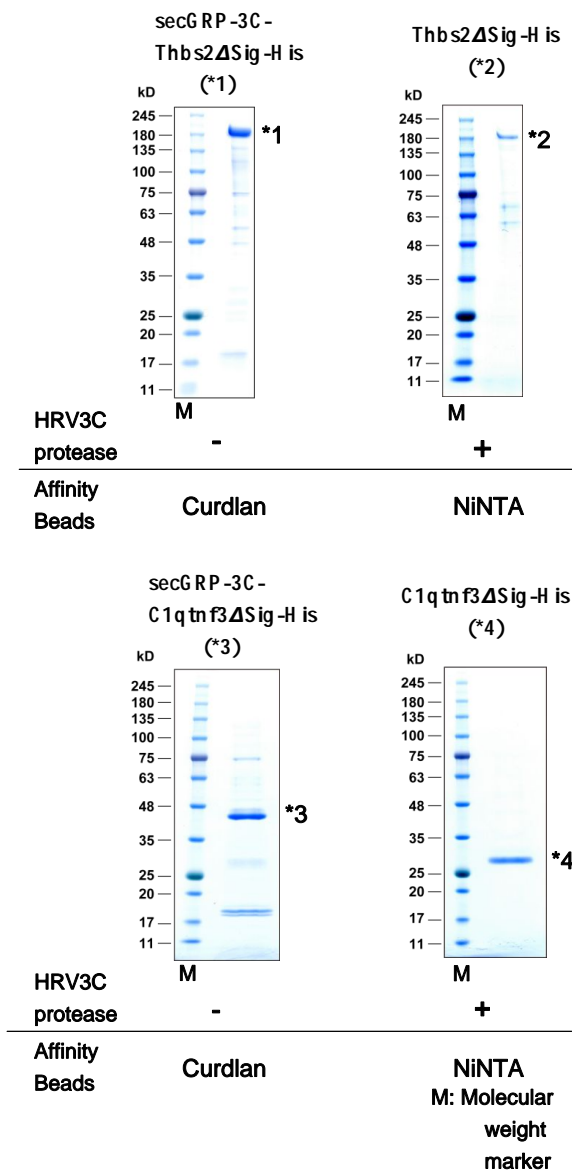 secGRP-3C-
Thbs2ΔSig-His
(*1)
kD
245
180
135
100
75
63
48
35
25
20
17
11
*1
M
Thbs2ΔSig-His
(*2)
kD
245
180
135
100
75
63
48
35
25
20
17
11
*2
M
HRV3C
protease
-
+
Affinity
Beads
Curdlan
NiNTA
secGRP-3C-
C1qtnf3ΔSig-His
(*3)
kD
245
180
135
100
75
63
48
35
25
20
17
11
*3
M
C1qtnf3ΔSig-His
(*4)
kD
245
180
135
100
75
63
48
35
25
20
17
11
*4
M
HRV3C
protease
-
+
Affinity
Beads
Curdlan
NiNTA
M: Molecular
weight
marker